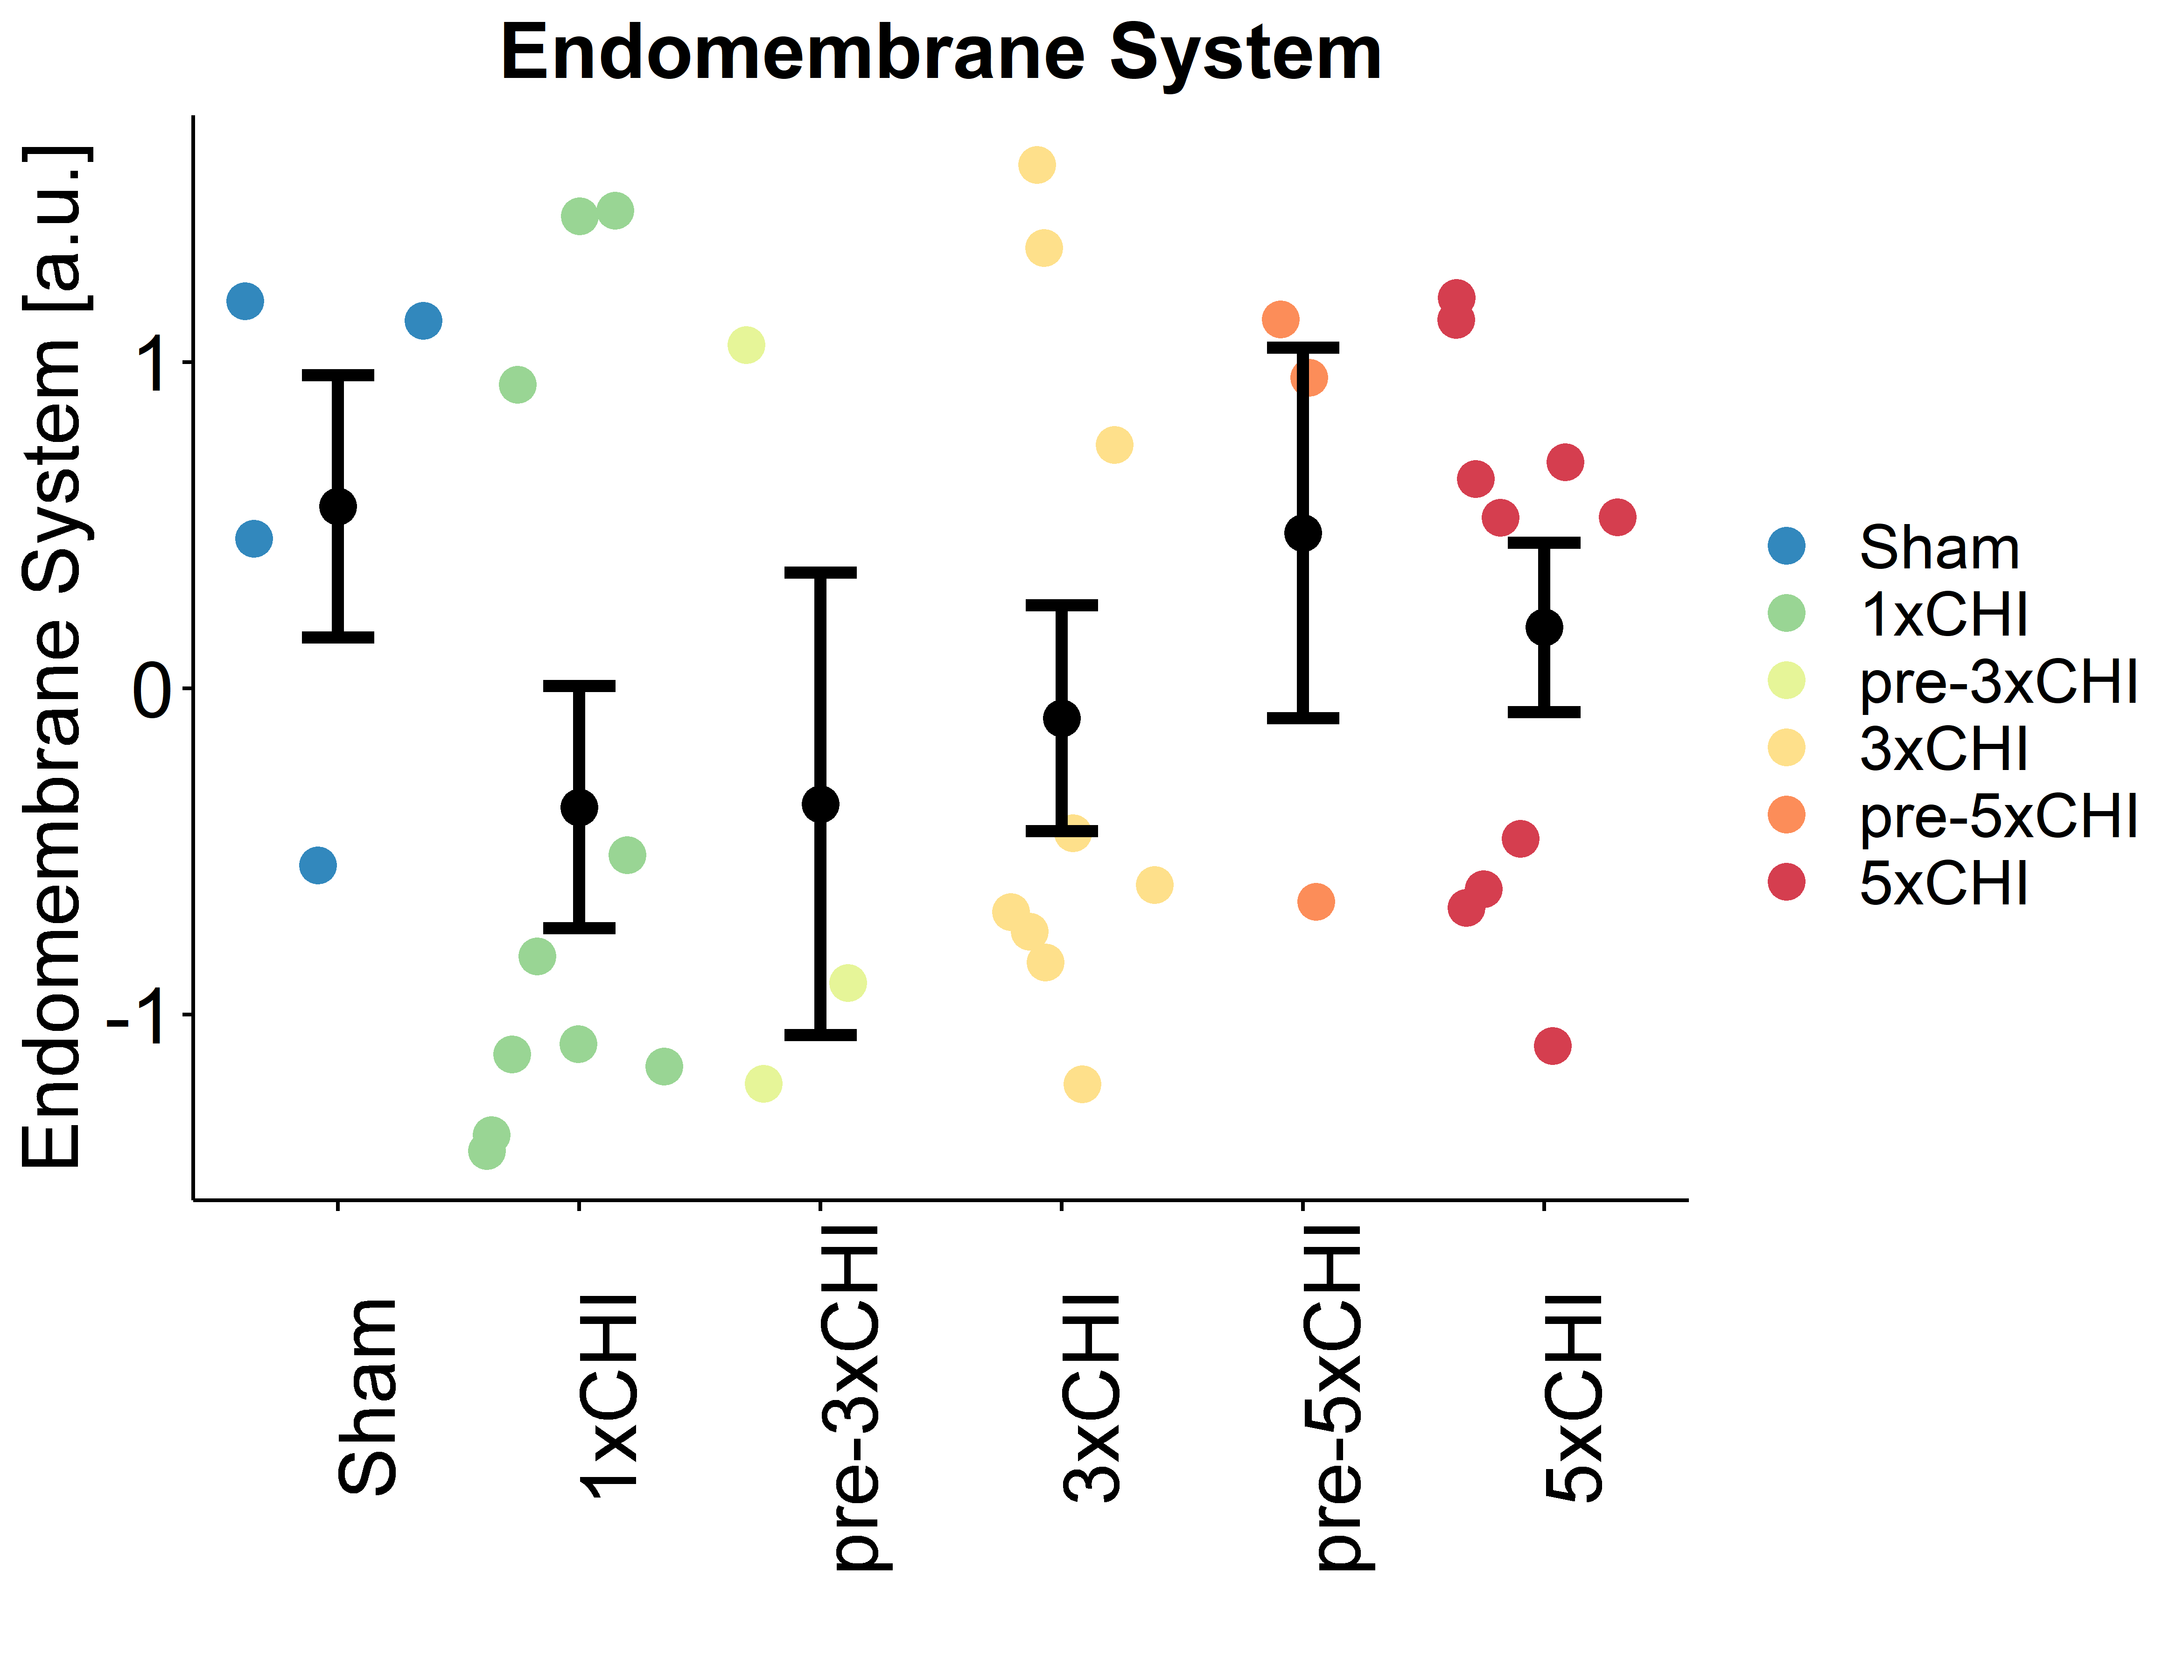 Endomembrane System
Endomembrane System [a.u.]
1
0
-1
Sham
1xCHI
pre-3xCHI
3xCHI
pre-5xCHI
5xCHI
Sham
1xCHI
pre-3xCHI
3xCHI
pre-5xCHI
5xCHI